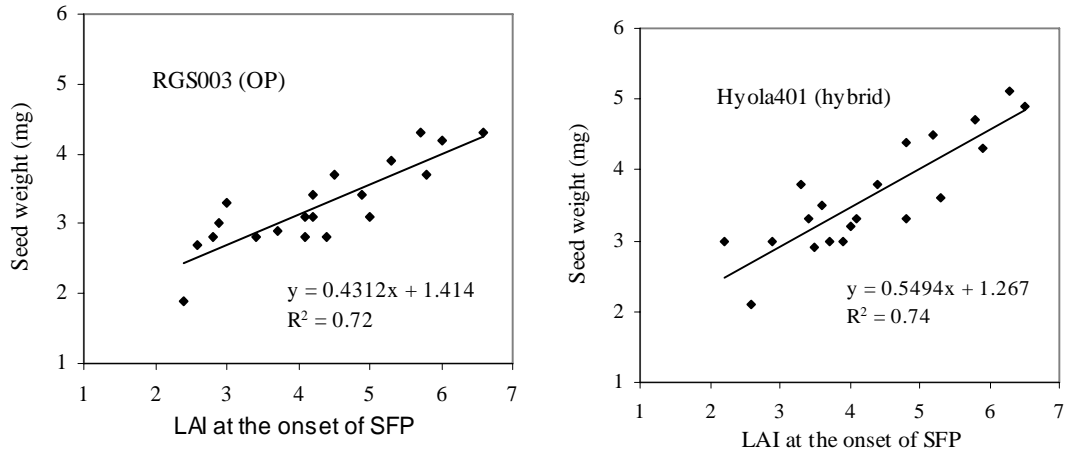 6
5
4
3
2
1
Seed weight (mg)
RGS003 (OP)
y = 0.4312x + 1.414
R² = 0.72
1 2 3 4 5 6 7
LAI at the onset of SFP
6
5
4
3
2
1
Seed weight (mg)
Hyola401 (hybrid)
y = 0.5494x + 1.267
R² = 0.74
1 2 3 4 5 6 7
LAI at the onset of SFP